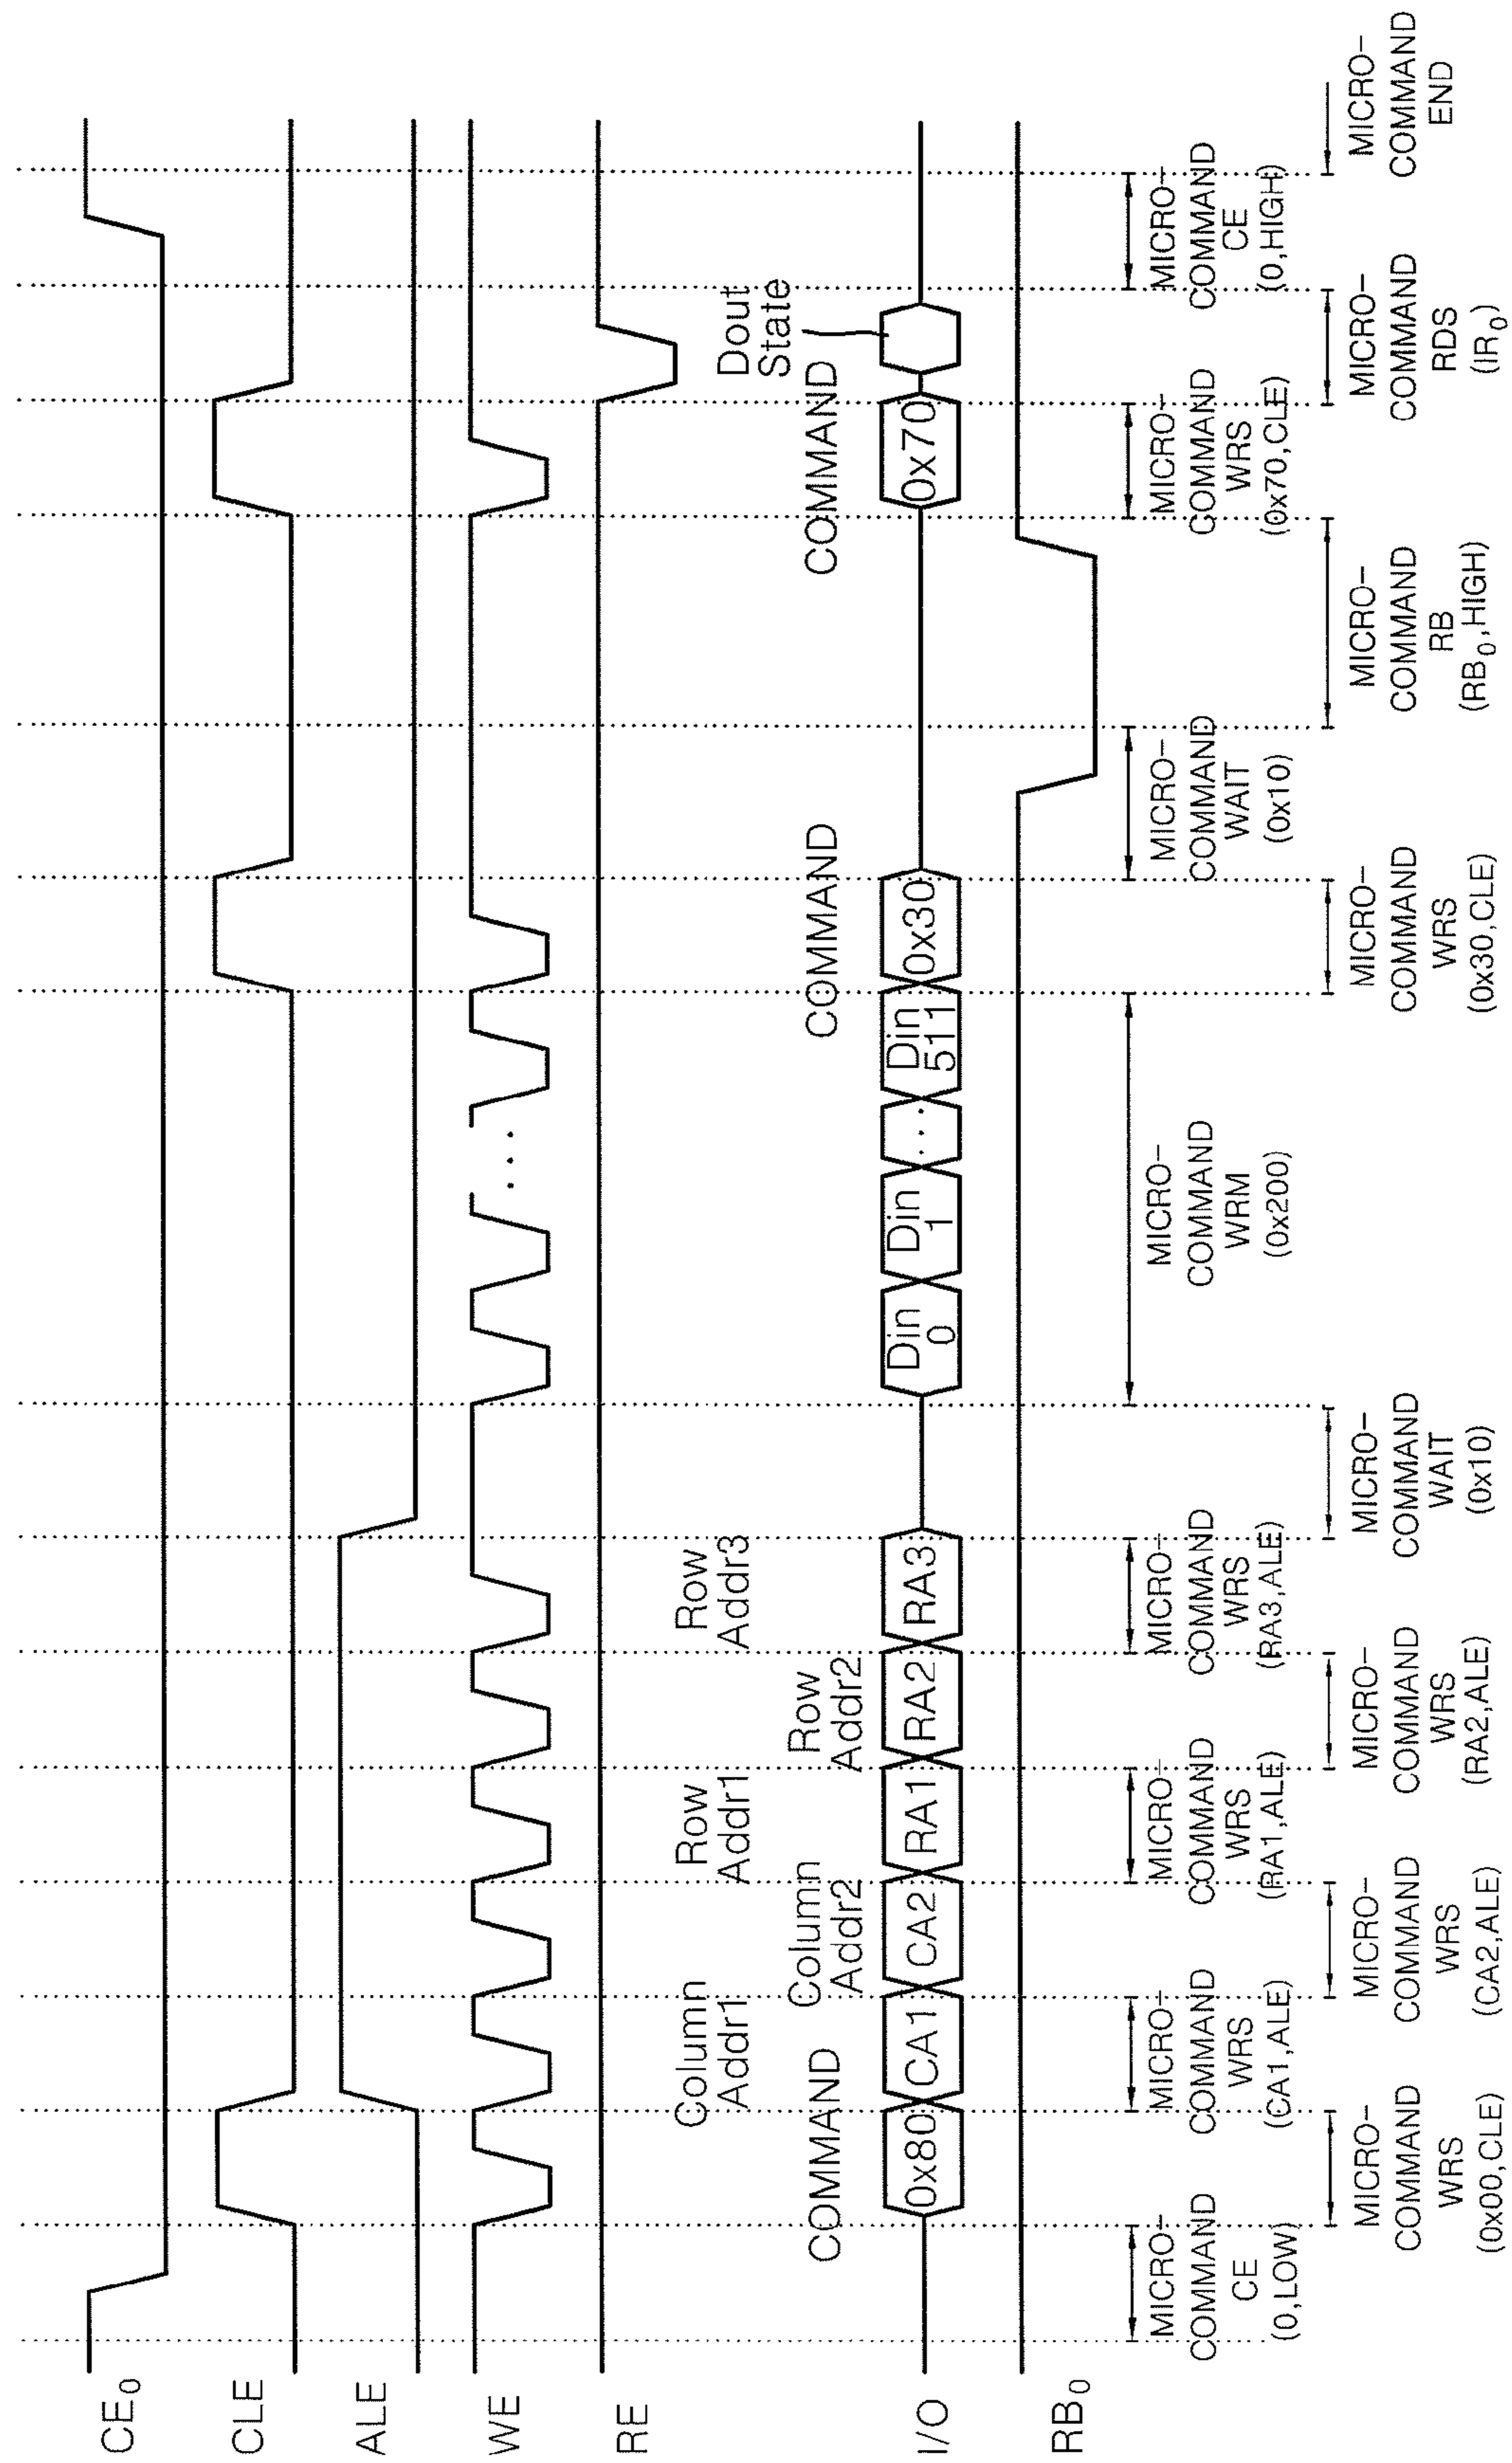 CE0
CLE
ALE
WE
RE
I/O
RB0
COMMAND
Column
Addr1
Column
Addr2
Row
Addr1
Row
Addr2
Row
Addr3
COMMAND
COMMAND
Dout
State
0x80
CA1
CA2
RA1
RA2
RA3
Din
0
Din
1
...
Din
511
0x30
0x70
....
MICRO-
COMMAND
CE
(0,LOW)
MICRO-
COMMAND
WRS
(0x00,CLE)
MICRO-
COMMAND
WRS
(CA1,ALE)
MICRO-
COMMAND
WRS
(CA2,ALE)
MICRO-
COMMAND
WRS
(RA1,ALE)
MICRO-
COMMAND
WRS
(RA2,ALE)
MICRO-
COMMAND
WRS
(RA3,ALE)
MICRO-
COMMAND
WAIT
(0x10)
MICRO-
COMMAND
WRM
(0x200)
MICRO-
COMMAND
WRS
(0x30,CLE)
MICRO-
COMMAND
WAIT
(0x10)
MICRO-
COMMAND
RB
(RB0,HIGH)
MICRO-
COMMAND
WRS
(0x70,CLE)
MICRO-
COMMAND
RDS
(IR0)
MICRO-
COMMAND
CE
(0,HIGH)
MICRO-
COMMAND
END